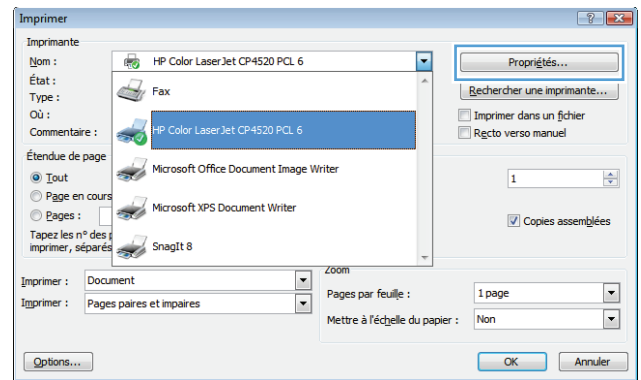 Imprimer
Imprimante
Nom : HP Color LaserJet CP4520 PCL 6 Propriétés...
État : Fax Rechercher une imprimante...
Type :
Où : Imprimer dans un fichier
Commentaire : HP Color LaserJet CP4520 PCL 6 Recto verso manuel
Étendue de page
Microsoft Office Document Image Writer
Tout 1
Page en cours
Pages : Microsoft XPS Document Writer Copies assemblées
Tapez les n° des
imprimer, séparés SnagIt 8
Zoom
Imprimer : Document Pages par feuille : 1 page
Imprimer : Pages paires et impaires Mettre à l'échelle du papier : Non
Options... OK Annuler